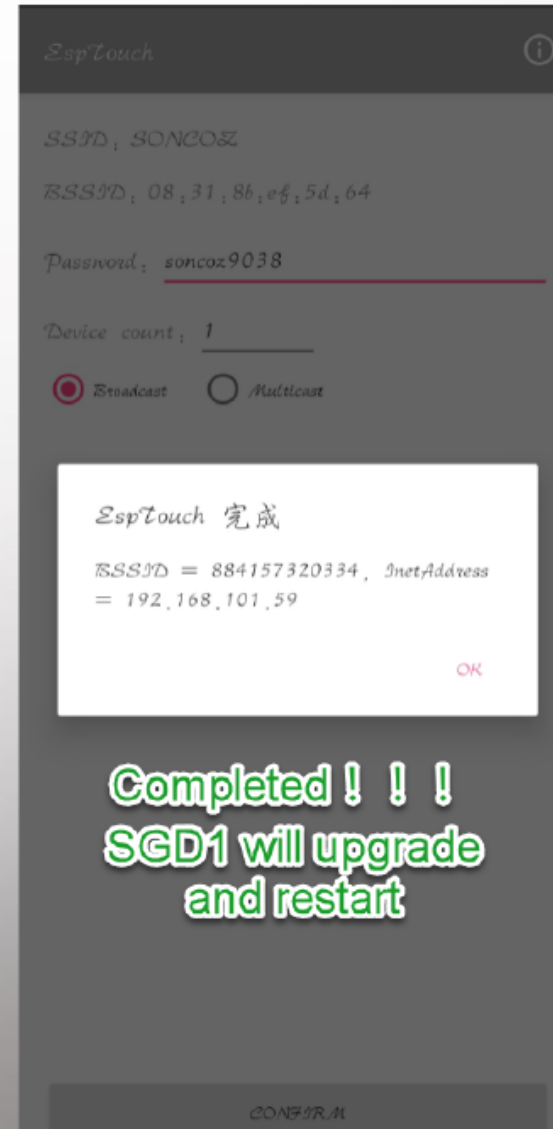 EspTouch
SSID: SONCOZ
BSSID: 08:31:8b:ef:5d:64
Password: soncoz9038
Device count: 1
Broadcast Multicast
EspTouch 完成
BSSID = 884157320334, InetAddress
= 192.168.101.59
OK
Completed！！！
SGD1 will upgrade
and restart
CONFIRM